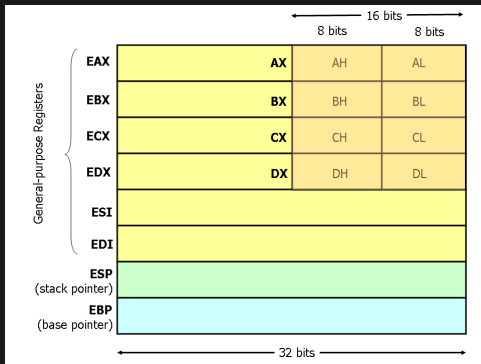 16 bits
8 bits 8 bits
EAX AX AH AL
EBX BX BH BL
ECX CX CH CL
EDX DX DH DL
General-purpose Registers
ESI
EDI
ESP
(stack pointer)
EBP
(base pointer)
32 bits